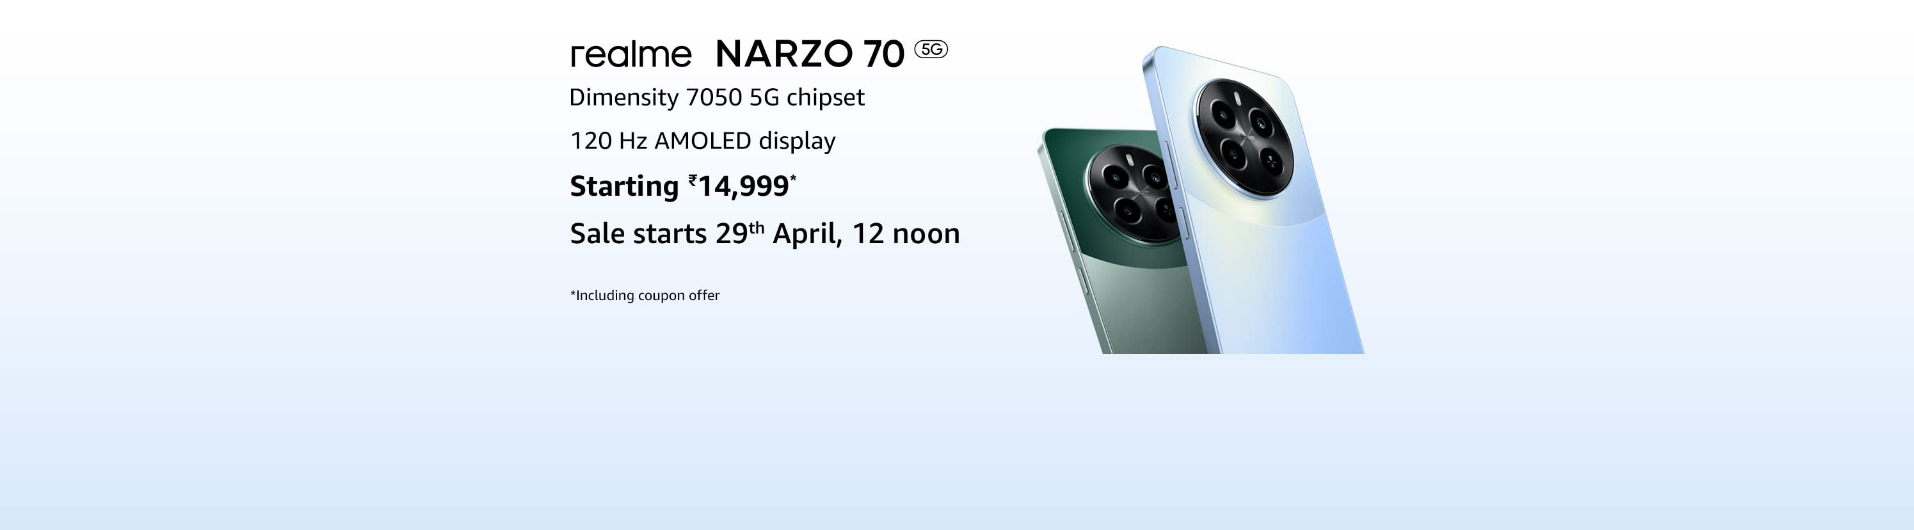 realme NARZO 70 5G
Dimensity 7050 5G chipset
120 Hz AMOLED display
Starting ₹14,999*
Sale starts 29th April, 12 noon
*Including coupon offer